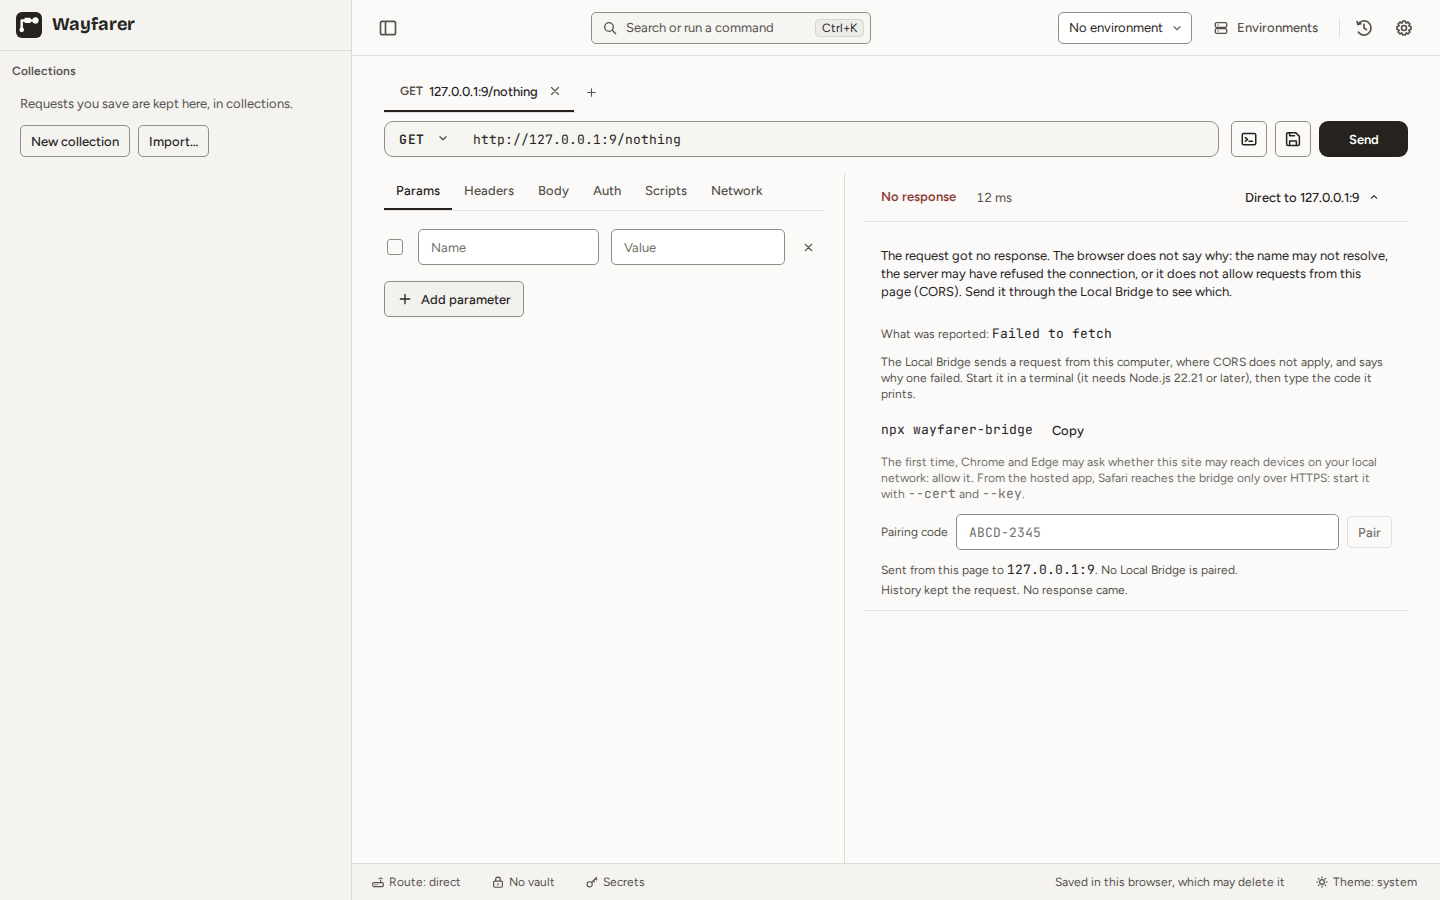 Wayfarer
Search or run a command
Ctrl+K
No environment
Environments
Collections
Requests you save are kept here, in collections.
New collection
Import...
GET 127.0.0.1:9/nothing
GET
http://127.0.0.1:9/nothing
Send
Params
Headers
Body
Auth
Scripts
Network
Name
Value
Add parameter
No response
12 ms
Direct to 127.0.0.1:9
The request got no response. The browser does not say why: the name may not resolve,
the server may have refused the connection, or it does not allow requests from this
page (CORS). Send it through the Local Bridge to see which.
What was reported: Failed to fetch
The Local Bridge sends a request from this computer, where CORS does not apply, and says
why one failed. Start it in a terminal (it needs Node.js 22.21 or later), then type the code it
prints.
npx wayfarer-bridge
Copy
The first time, Chrome and Edge may ask whether this site may reach devices on your local
network: allow it. From the hosted app, Safari reaches the bridge only over HTTPS: start it
with --cert and --key.
Pairing code
ABCD-2345
Pair
Sent from this page to 127.0.0.1:9. No Local Bridge is paired.
History kept the request. No response came.
Route: direct
No vault
Secrets
Saved in this browser, which may delete it
Theme: system